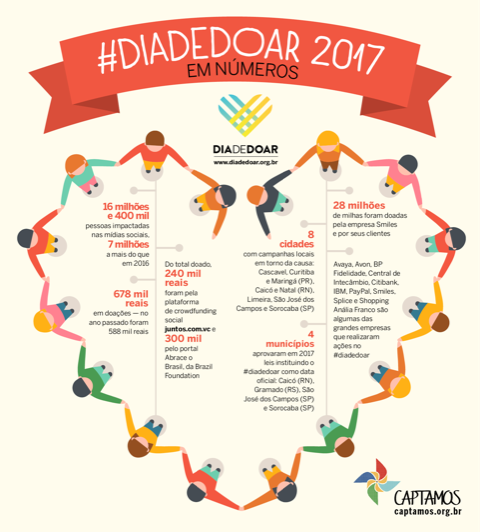 #DIADEDOAR 2017
EM NÚMEROS
DIADEDOAR
www.diadedoar.org.br
16 milhões
e 400 mil
pessoas impactadas
nas mídias sociais,
7 milhões
a mais do que
em 2016
678 mil
reais
em doações — no
ano passado foram
588 mil reais
Do total doado,
240 mil
reais
foram pela
plataforma
de crowdfunding
social
juntos.com.vc e
300 mil
pelo portal
Abrace o
Brasil, da Brazil
Foundation
8
cidades
com campanhas locais
em torno da causa:
Cascavel, Curitiba
e Maringá (PR),
Caicó e Natal (RN),
Limeira, São José dos
Campos e Sorocaba (SP)
4
municípios
aprovaram em 2017
leis instituindo o
#diadedoar como data
oficial: Caicó (RN),
Gramado (RS), São
José dos Campos (SP)
e Sorocaba (SP)
28 milhões
de milhas foram doadas
pela empresa Smiles
e por seus clientes
Avaya, Avon, BP
Fidelidade, Central de
Intecâmbio, Citibank,
IBM, PayPal, Smiles,
Splice e Shopping
Anália Franco são
algumas das
grandes empresas
que realizaram
ações no
#diadedoar
CAPTAMOS
captamos.org.br